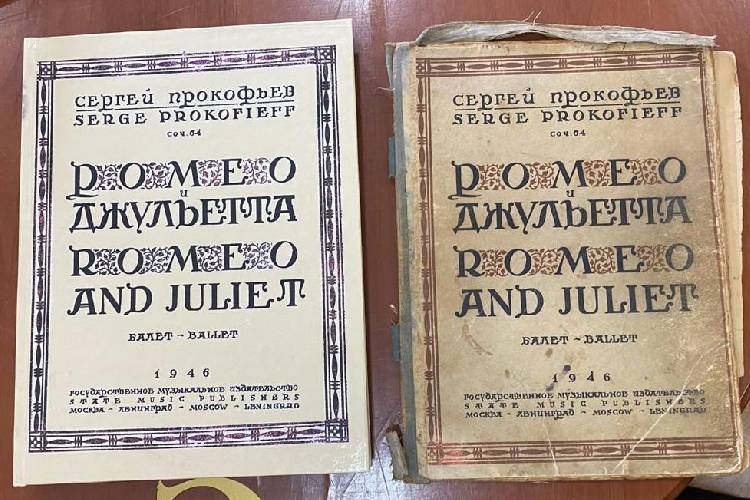 СЕРГЕЙ ПРОКОФЬЕВ
SERGE PROKOFIEFF
СОЧ. 64
РОМЕО
и
ДЖУЛЬЕТТА
ROMEO
AND JULIET
БАЛЕТ - BALLET
1946
ГОСУДАРСТВЕННОЕ МУЗЫКАЛЬНОЕ ИЗДАТЕЛЬСТВО
STATE MUSIC PUBLISHERS
МОСКВА - ЛЕНИНГРАД - MOSCOW - LENINGRAD
СЕРГЕЙ ПРОКОФЬЕВ
SERGE PROKOFIEFF
СОЧ. 64
РОМЕО
и
ДЖУЛЬЕТТА
ROMEO
AND JULIET
БАЛЕТ - BALLET
1946
ГОСУДАРСТВЕННОЕ МУЗЫКАЛЬНОЕ ИЗДАТЕЛЬСТВО
STATE MUSIC PUBLISHERS
МОСКВА - ЛЕНИНГРАД - MOSCOW - LENINGRAD